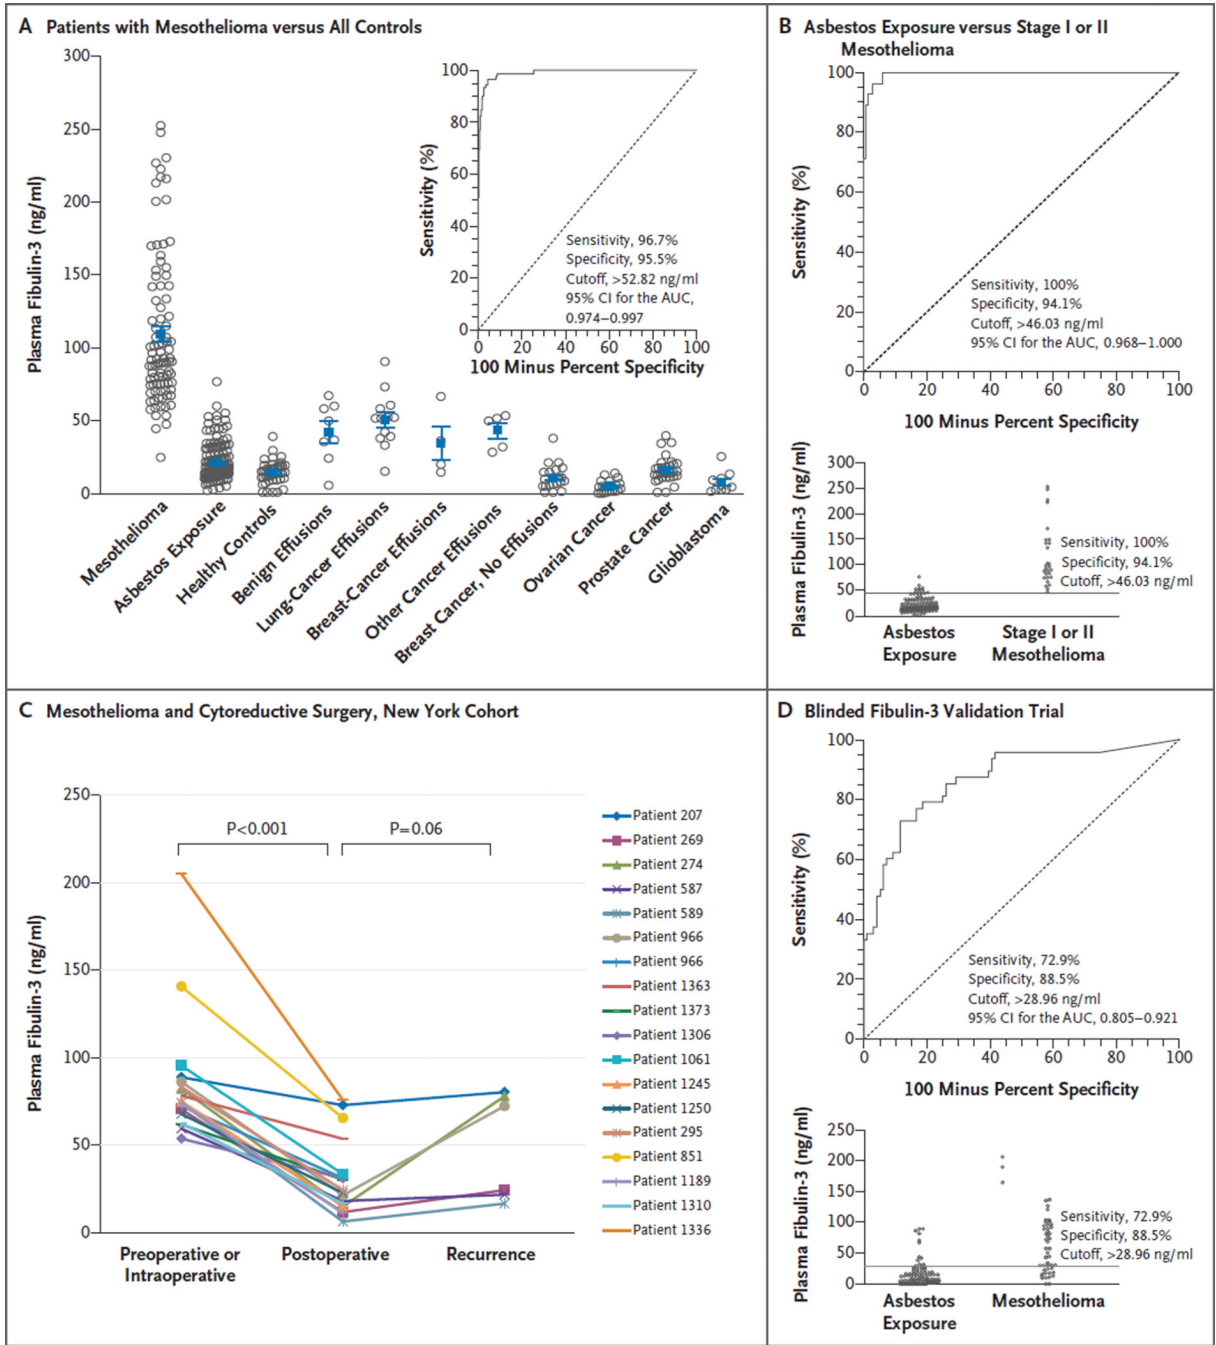 A Patients with Mesothelioma versus All Controls
300
250
200
150
100
50
0
Plasma Fibulin-3 (ng/ml)
Mesothelioma
Asbestos Exposure
Healthy Controls
Benign Effusions
Lung-Cancer Effusions
Breast-Cancer Effusions
Other Cancer Effusions
Breast Cancer, No Effusions
Ovarian Cancer
Prostate Cancer
Glioblastoma
100
80
60
40
20
0
Sensitivity (%)
Sensitivity, 96.7%
Specificity, 95.5%
Cutoff, >52.82 ng/ml
95% CI for the AUC,
0.974–0.997
0 20 40 60 80 100
100 Minus Percent Specificity
B Asbestos Exposure versus Stage I or II
Mesothelioma
100
80
60
40
20
0
Sensitivity (%)
Sensitivity, 100%
Specificity, 94.1%
Cutoff, >46.03 ng/ml
95% CI for the AUC, 0.968–1.000
0 20 40 60 80 100
100 Minus Percent Specificity
300
250
200
150
100
50
0
Plasma Fibulin-3 (ng/ml)
Sensitivity, 100%
Specificity, 94.1%
Cutoff, >46.03 ng/ml
Asbestos
Exposure
Stage I or II
Mesothelioma
C Mesothelioma and Cytoreductive Surgery, New York Cohort
250
200
150
100
50
0
Plasma Fibulin-3 (ng/ml)
P<0.001
P=0.06
Preoperative or
Intraoperative
Postoperative
Recurrence
Patient 207
Patient 269
Patient 274
Patient 587
Patient 589
Patient 966
Patient 966
Patient 1363
Patient 1373
Patient 1306
Patient 1061
Patient 1245
Patient 1250
Patient 295
Patient 851
Patient 1189
Patient 1310
Patient 1336
D Blinded Fibulin-3 Validation Trial
100
80
60
40
20
0
Sensitivity (%)
Sensitivity, 72.9%
Specificity, 88.5%
Cutoff, >28.96 ng/ml
95% CI for the AUC, 0.805–0.921
0 20 40 60 80 100
100 Minus Percent Specificity
250
200
150
100
50
0
Plasma Fibulin-3 (ng/ml)
Sensitivity, 72.9%
Specificity, 88.5%
Cutoff, >28.96 ng/ml
Asbestos
Exposure
Mesothelioma